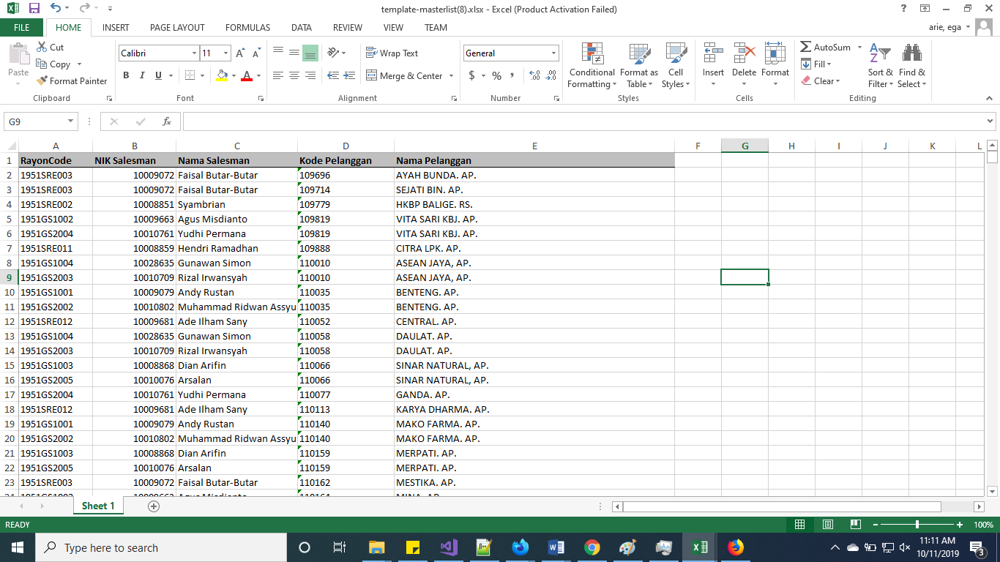 template-masterlist(8).xlsx - Excel (Product Activation Failed)
FILE HOME INSERT PAGE LAYOUT FORMULAS DATA REVIEW VIEW TEAM arie, ega
Cut
Copy
Format Painter
Paste
Clipboard
Calibri 11
B I U
Font
Wrap Text
Merge & Center
Alignment
General
$ % ,
Number
Conditional Formatting
Format as Table
Cell Styles
Styles
Insert Delete Format
Cells
AutoSum
Fill
Clear
Sort & Filter
Find & Select
Editing
G9 fx
A B C D E F G H I J K L
1 RayonCode NIK Salesman Nama Salesman Kode Pelanggan Nama Pelanggan
2 1951SRE003 10009072 Faisal Butar-Butar 109696 AYAH BUNDA. AP.
3 1951SRE003 10009072 Faisal Butar-Butar 109714 SEJATI BIN. AP.
4 1951SRE002 10008851 Syambrian 109779 HKBP BALIGE. RS.
5 1951GS1002 10009663 Agus Misdianto 109819 VITA SARI KBJ. AP.
6 1951GS2004 10010761 Yudhi Permana 109819 VITA SARI KBJ. AP.
7 1951SRE011 10008859 Hendri Ramadhan 109888 CITRA LPK. AP.
8 1951GS1004 10028635 Gunawan Simon 110010 ASEAN JAYA, AP.
9 1951GS2003 10010709 Rizal Irwansyah 110010 ASEAN JAYA, AP.
10 1951GS1001 10009079 Andy Rustan 110035 BENTENG. AP.
11 1951GS2002 10010802 Muhammad Ridwan Assyu 110035 BENTENG. AP.
12 1951SRE012 10009681 Ade Ilham Sany 110052 CENTRAL. AP.
13 1951GS1004 10028635 Gunawan Simon 110058 DAULAT. AP.
14 1951GS2003 10010709 Rizal Irwansyah 110058 DAULAT. AP.
15 1951GS1003 10008868 Dian Arifin 110066 SINAR NATURAL, AP.
16 1951GS2005 10010076 Arsalan 110066 SINAR NATURAL, AP.
17 1951GS2004 10010761 Yudhi Permana 110077 GANDA. AP.
18 1951SRE012 10009681 Ade Ilham Sany 110113 KARYA DHARMA. AP.
19 1951GS1001 10009079 Andy Rustan 110140 MAKO FARMA. AP.
20 1951GS2002 10010802 Muhammad Ridwan Assyu 110140 MAKO FARMA. AP.
21 1951GS1003 10008868 Dian Arifin 110159 MERPATI. AP.
22 1951GS2005 10010076 Arsalan 110159 MERPATI. AP.
23 1951SRE003 10009072 Faisal Butar-Butar 110162 MESTIKA. AP.
Sheet 1
READY 100%
Type here to search
11:11 AM
10/11/2019
3